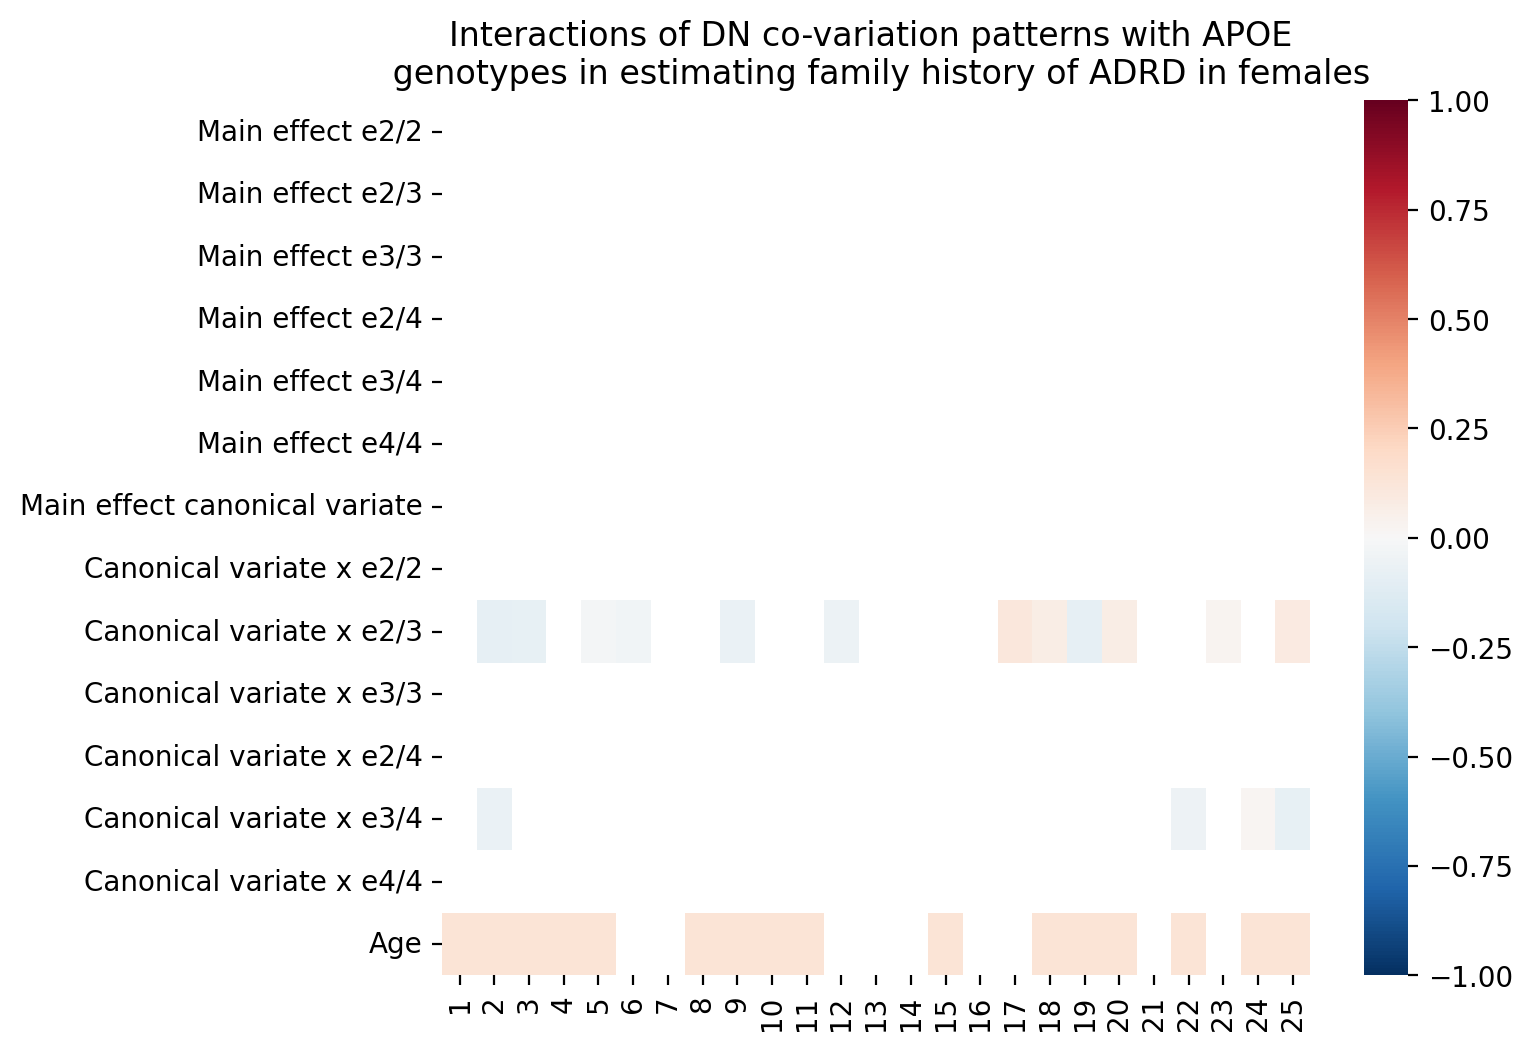 Interactions of DN co-variation patterns with APOE
genotypes in estimating family history of ADRD in females
Main effect e2/2
Main effect e2/3
Main effect e3/3
Main effect e2/4
Main effect e3/4
Main effect e4/4
Main effect canonical variate
Canonical variate x e2/2
Canonical variate x e2/3
Canonical variate x e3/3
Canonical variate x e2/4
Canonical variate x e3/4
Canonical variate x e4/4
Age
1 2 3 4 5 6 7 8 9 10 11 12 13 14 15 16 17 18 19 20 21 22 23 24 25
1.00
0.75
0.50
0.25
0.00
−0.25
−0.50
−0.75
−1.00